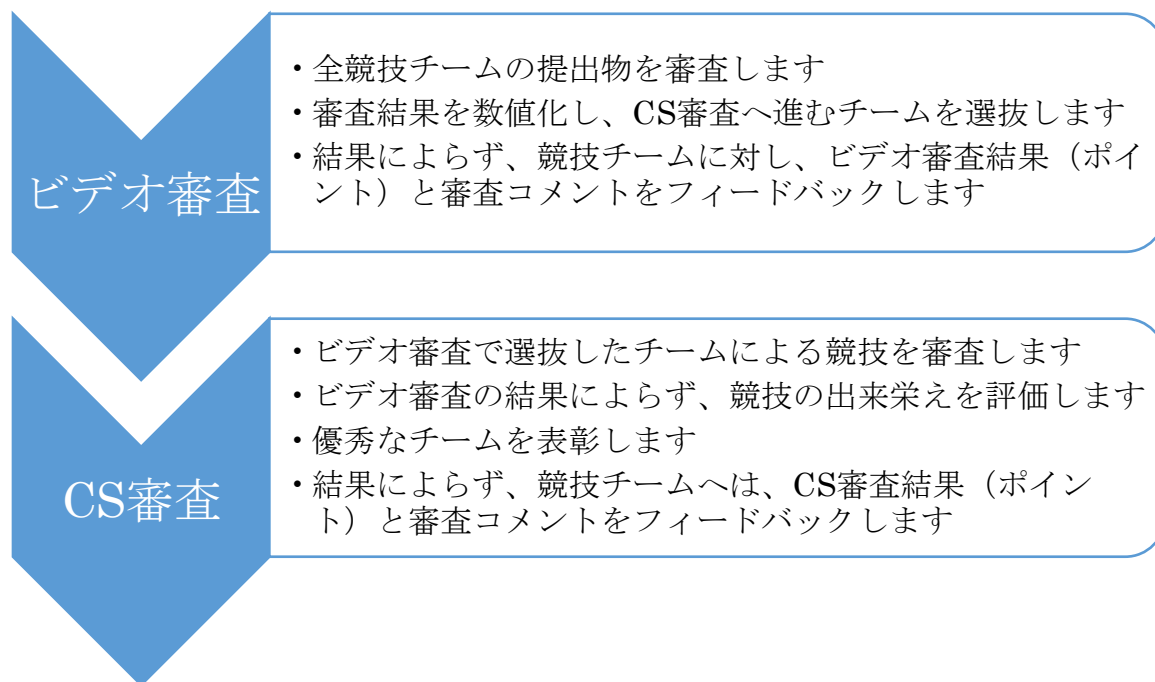 ビデオ審査
・全競技チームの提出物を審査します
・審査結果を数値化し、CS審査へ進むチームを選抜します
・結果によらず、競技チームに対し、ビデオ審査結果（ポイ
ント）と審査コメントをフィードバックします
CS審査
・ビデオ審査で選抜したチームによる競技を審査します
・ビデオ審査の結果によらず、競技の出来栄えを評価します
・優秀なチームを表彰します
・結果によらず、競技チームへは、CS審査結果（ポイン
ト）と審査コメントをフィードバックします